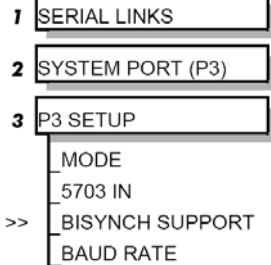 1 SERIAL LINKS
2 SYSTEM PORT (P3)
3 P3 SETUP
MODE
5703 IN
>> BISYNCH SUPPORT
BAUD RATE